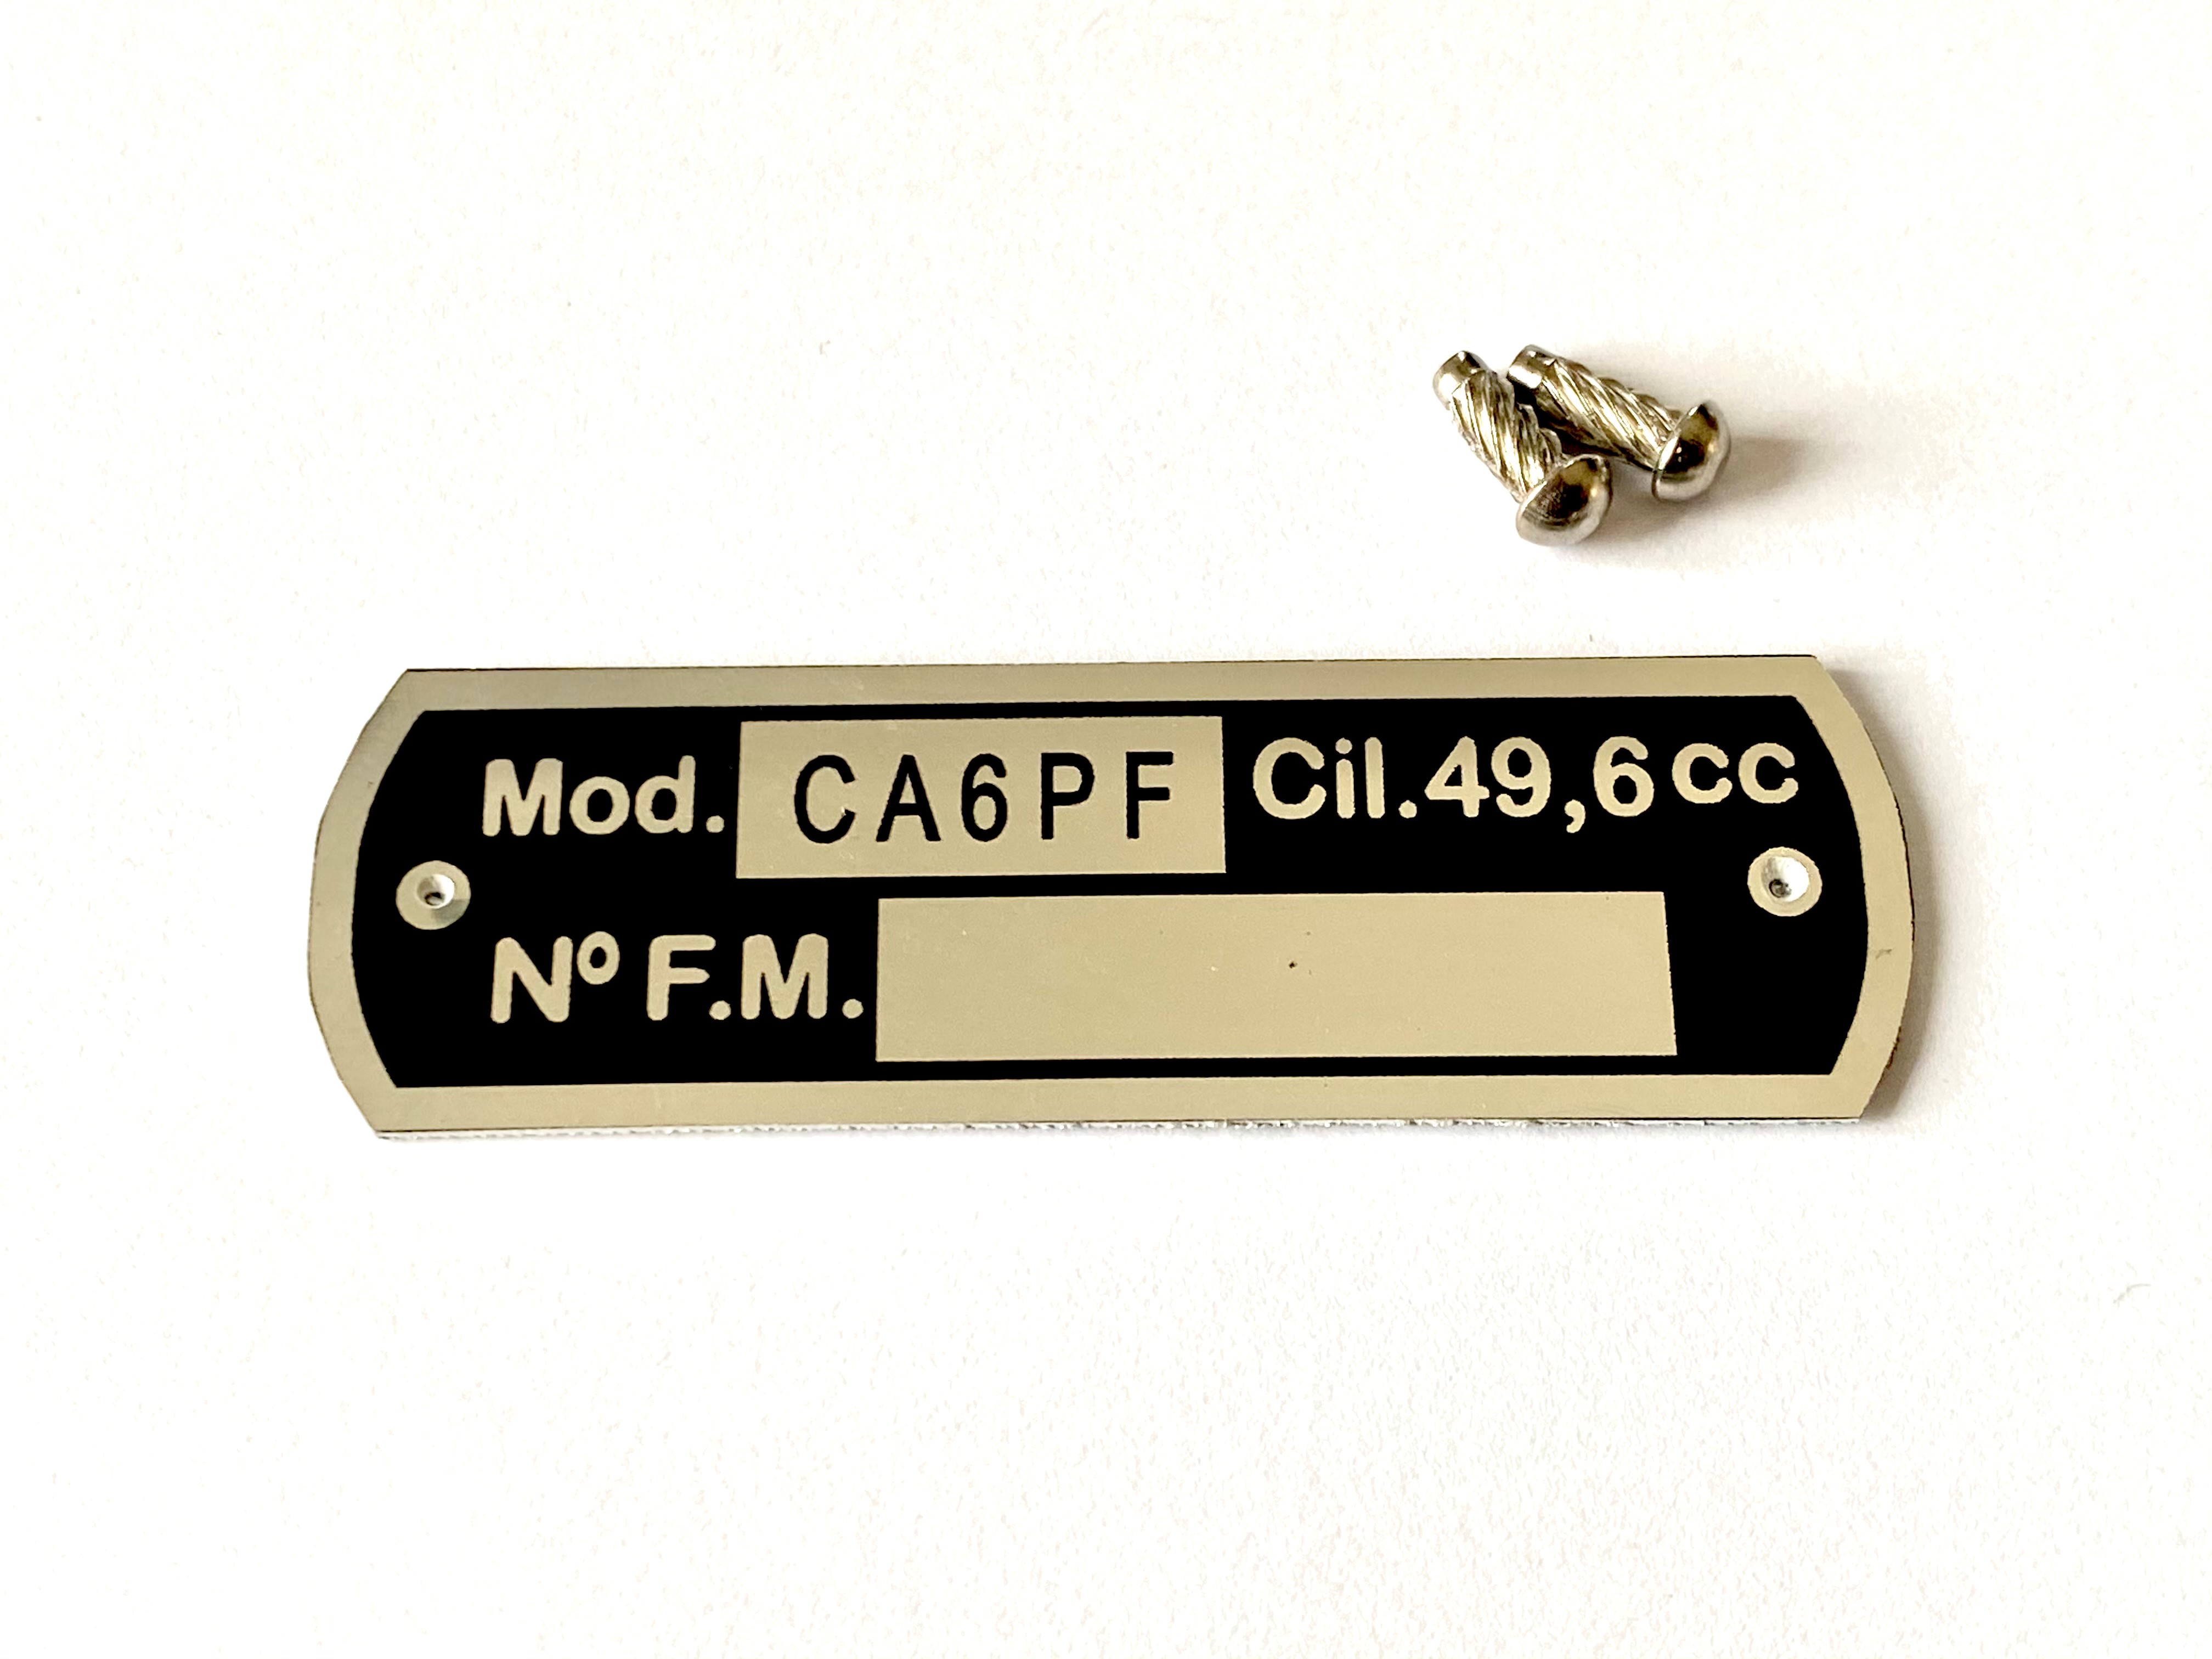 Mod. CA6PF Cil.49,6cc
Nº F.M.